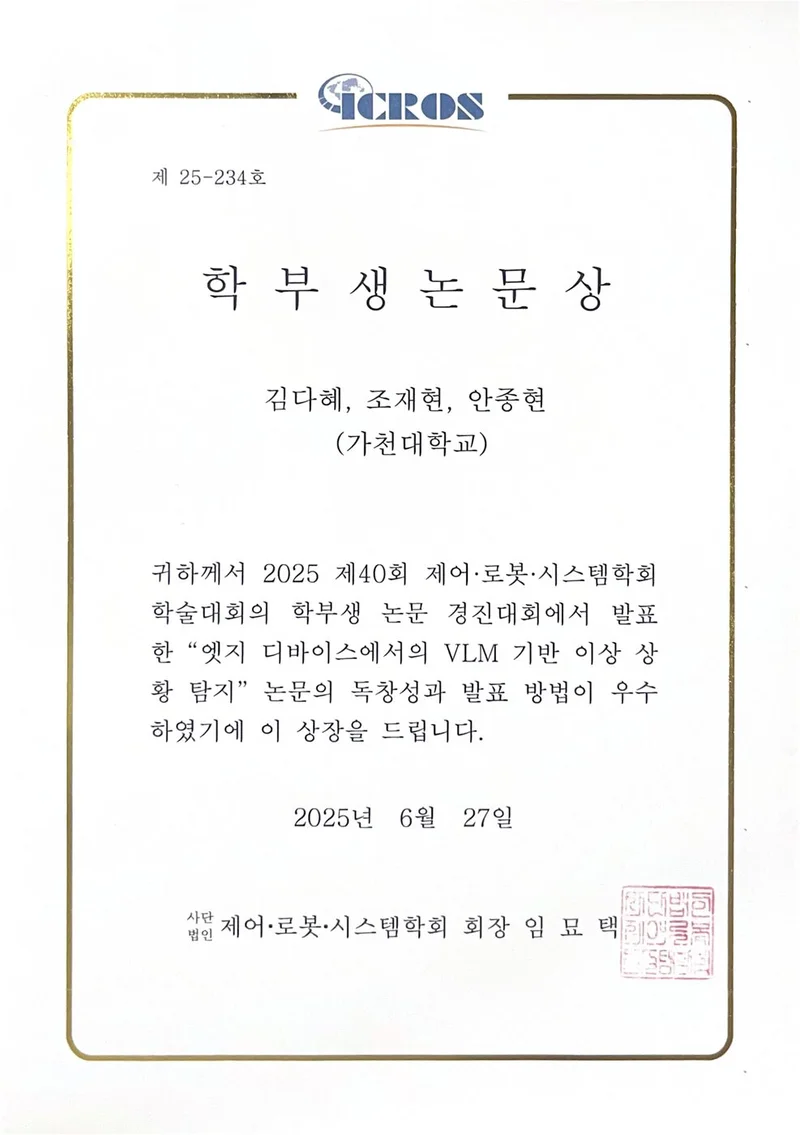 ICROS
제 25-234호
학 부 생 논 문 상
김다혜, 조재현, 안종현
(가천대학교)
귀하께서 2025 제40회 제어·로봇·시스템학회
학술대회의 학부생 논문 경진대회에서 발표
한 “엣지 디바이스에서의 VLM 기반 이상 상
황 탐지” 논문의 독창성과 발표 방법이 우수
하였기에 이 상장을 드립니다.
2025년 6월 27일
사단
법인 제어·로봇·시스템학회 회장 임 묘 택